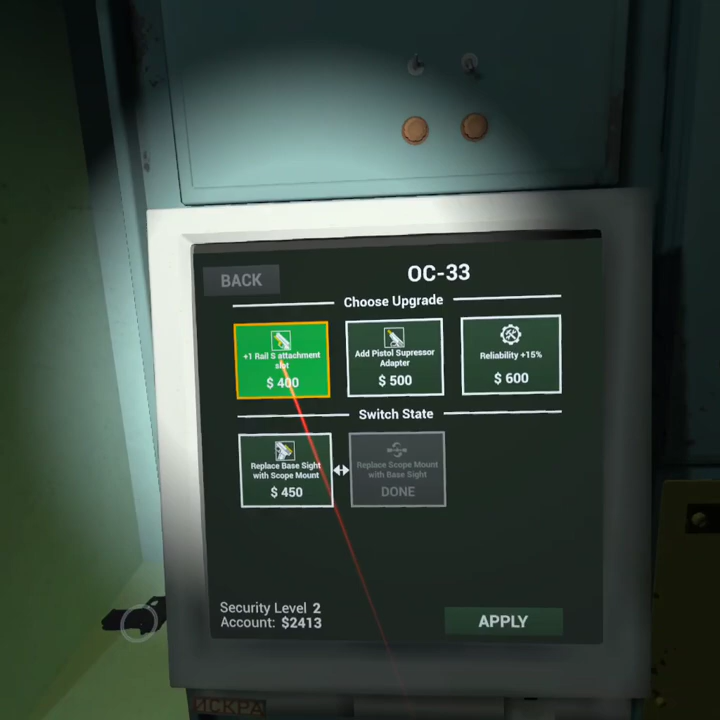 BACK
OC-33
Choose Upgrade
+1 Rail S attachment
slot
$ 400
Add Pistol Supressor
Adapter
$ 500
Reliability +15%
$ 600
Switch State
Replace Base Sight
with Scope Mount
$ 450
Replace Scope Mount
with Base Sight
DONE
Security Level 2
Account: $2413
APPLY
ИСКРА